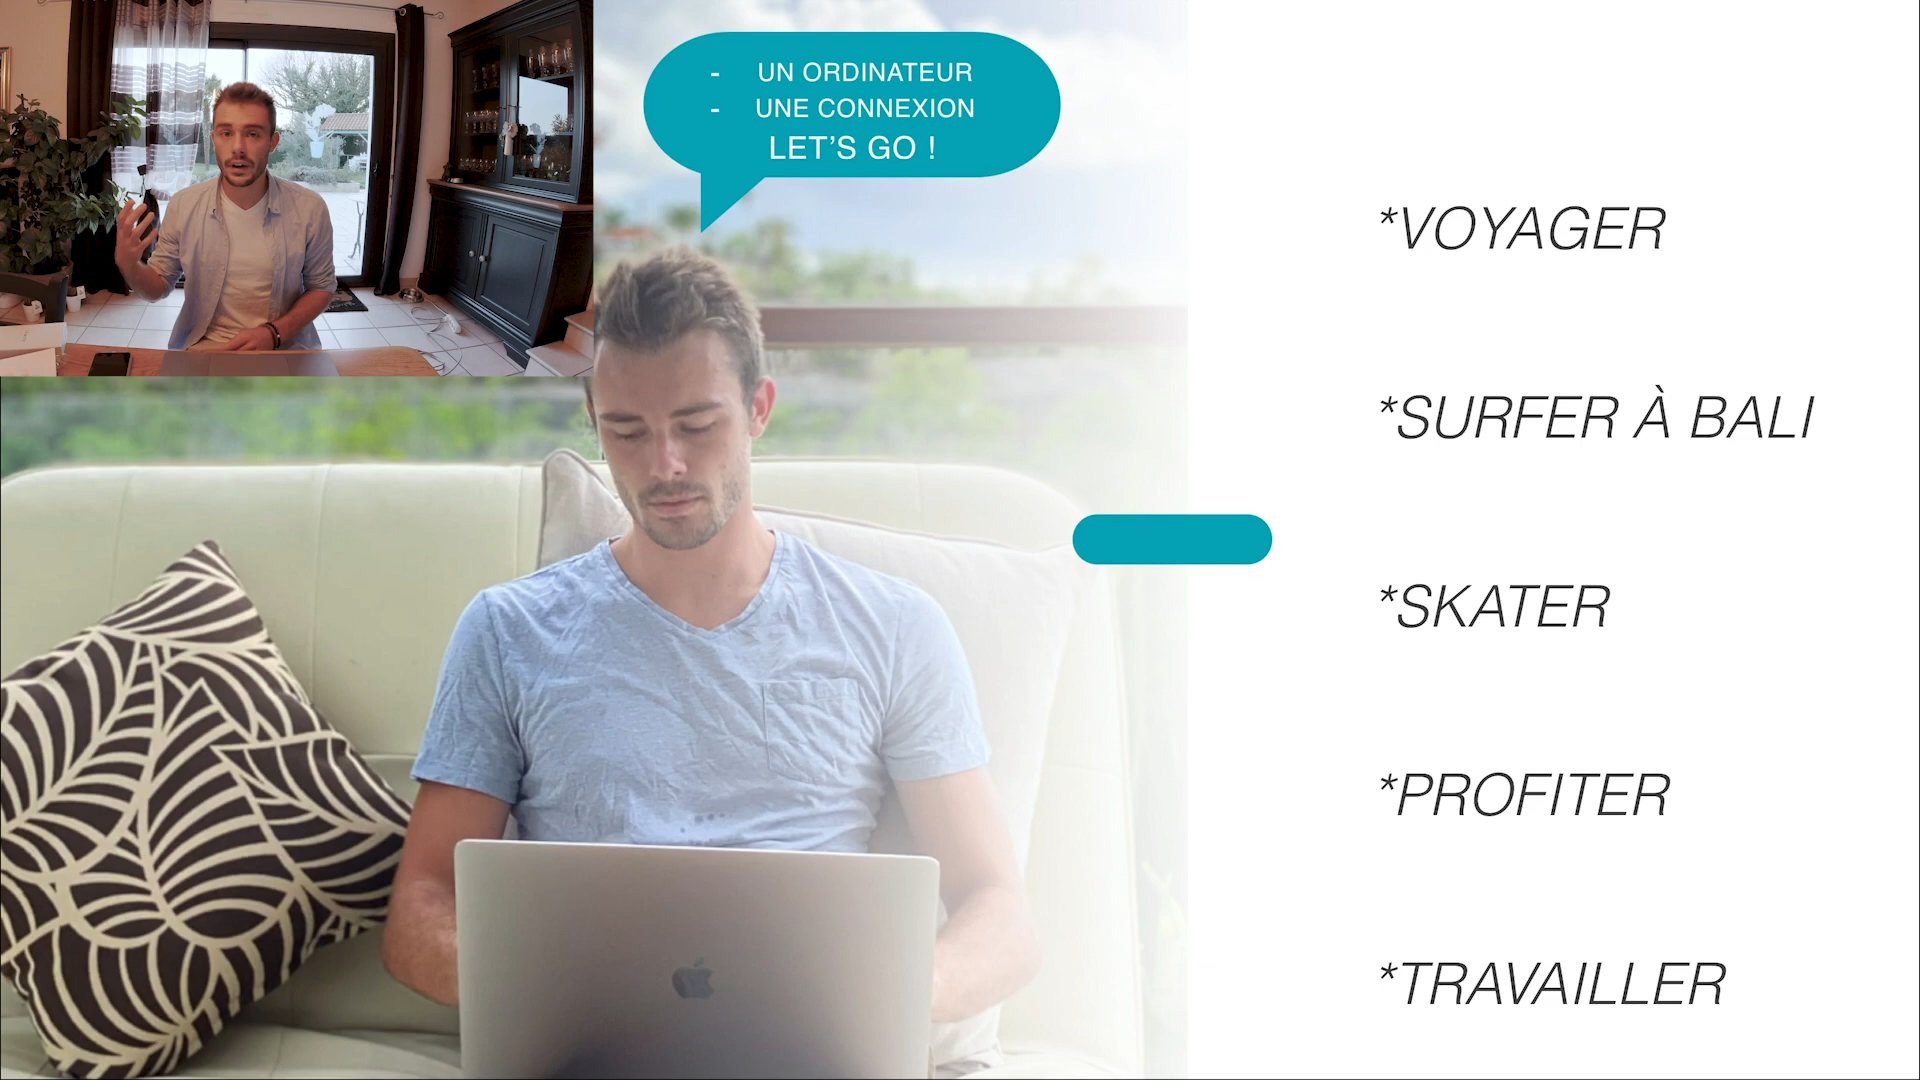 - UN ORDINATEUR
- UNE CONNEXION
LET'S GO !
*VOYAGER
*SURFER À BALI
*SKATER
*PROFITER
*TRAVAILLER